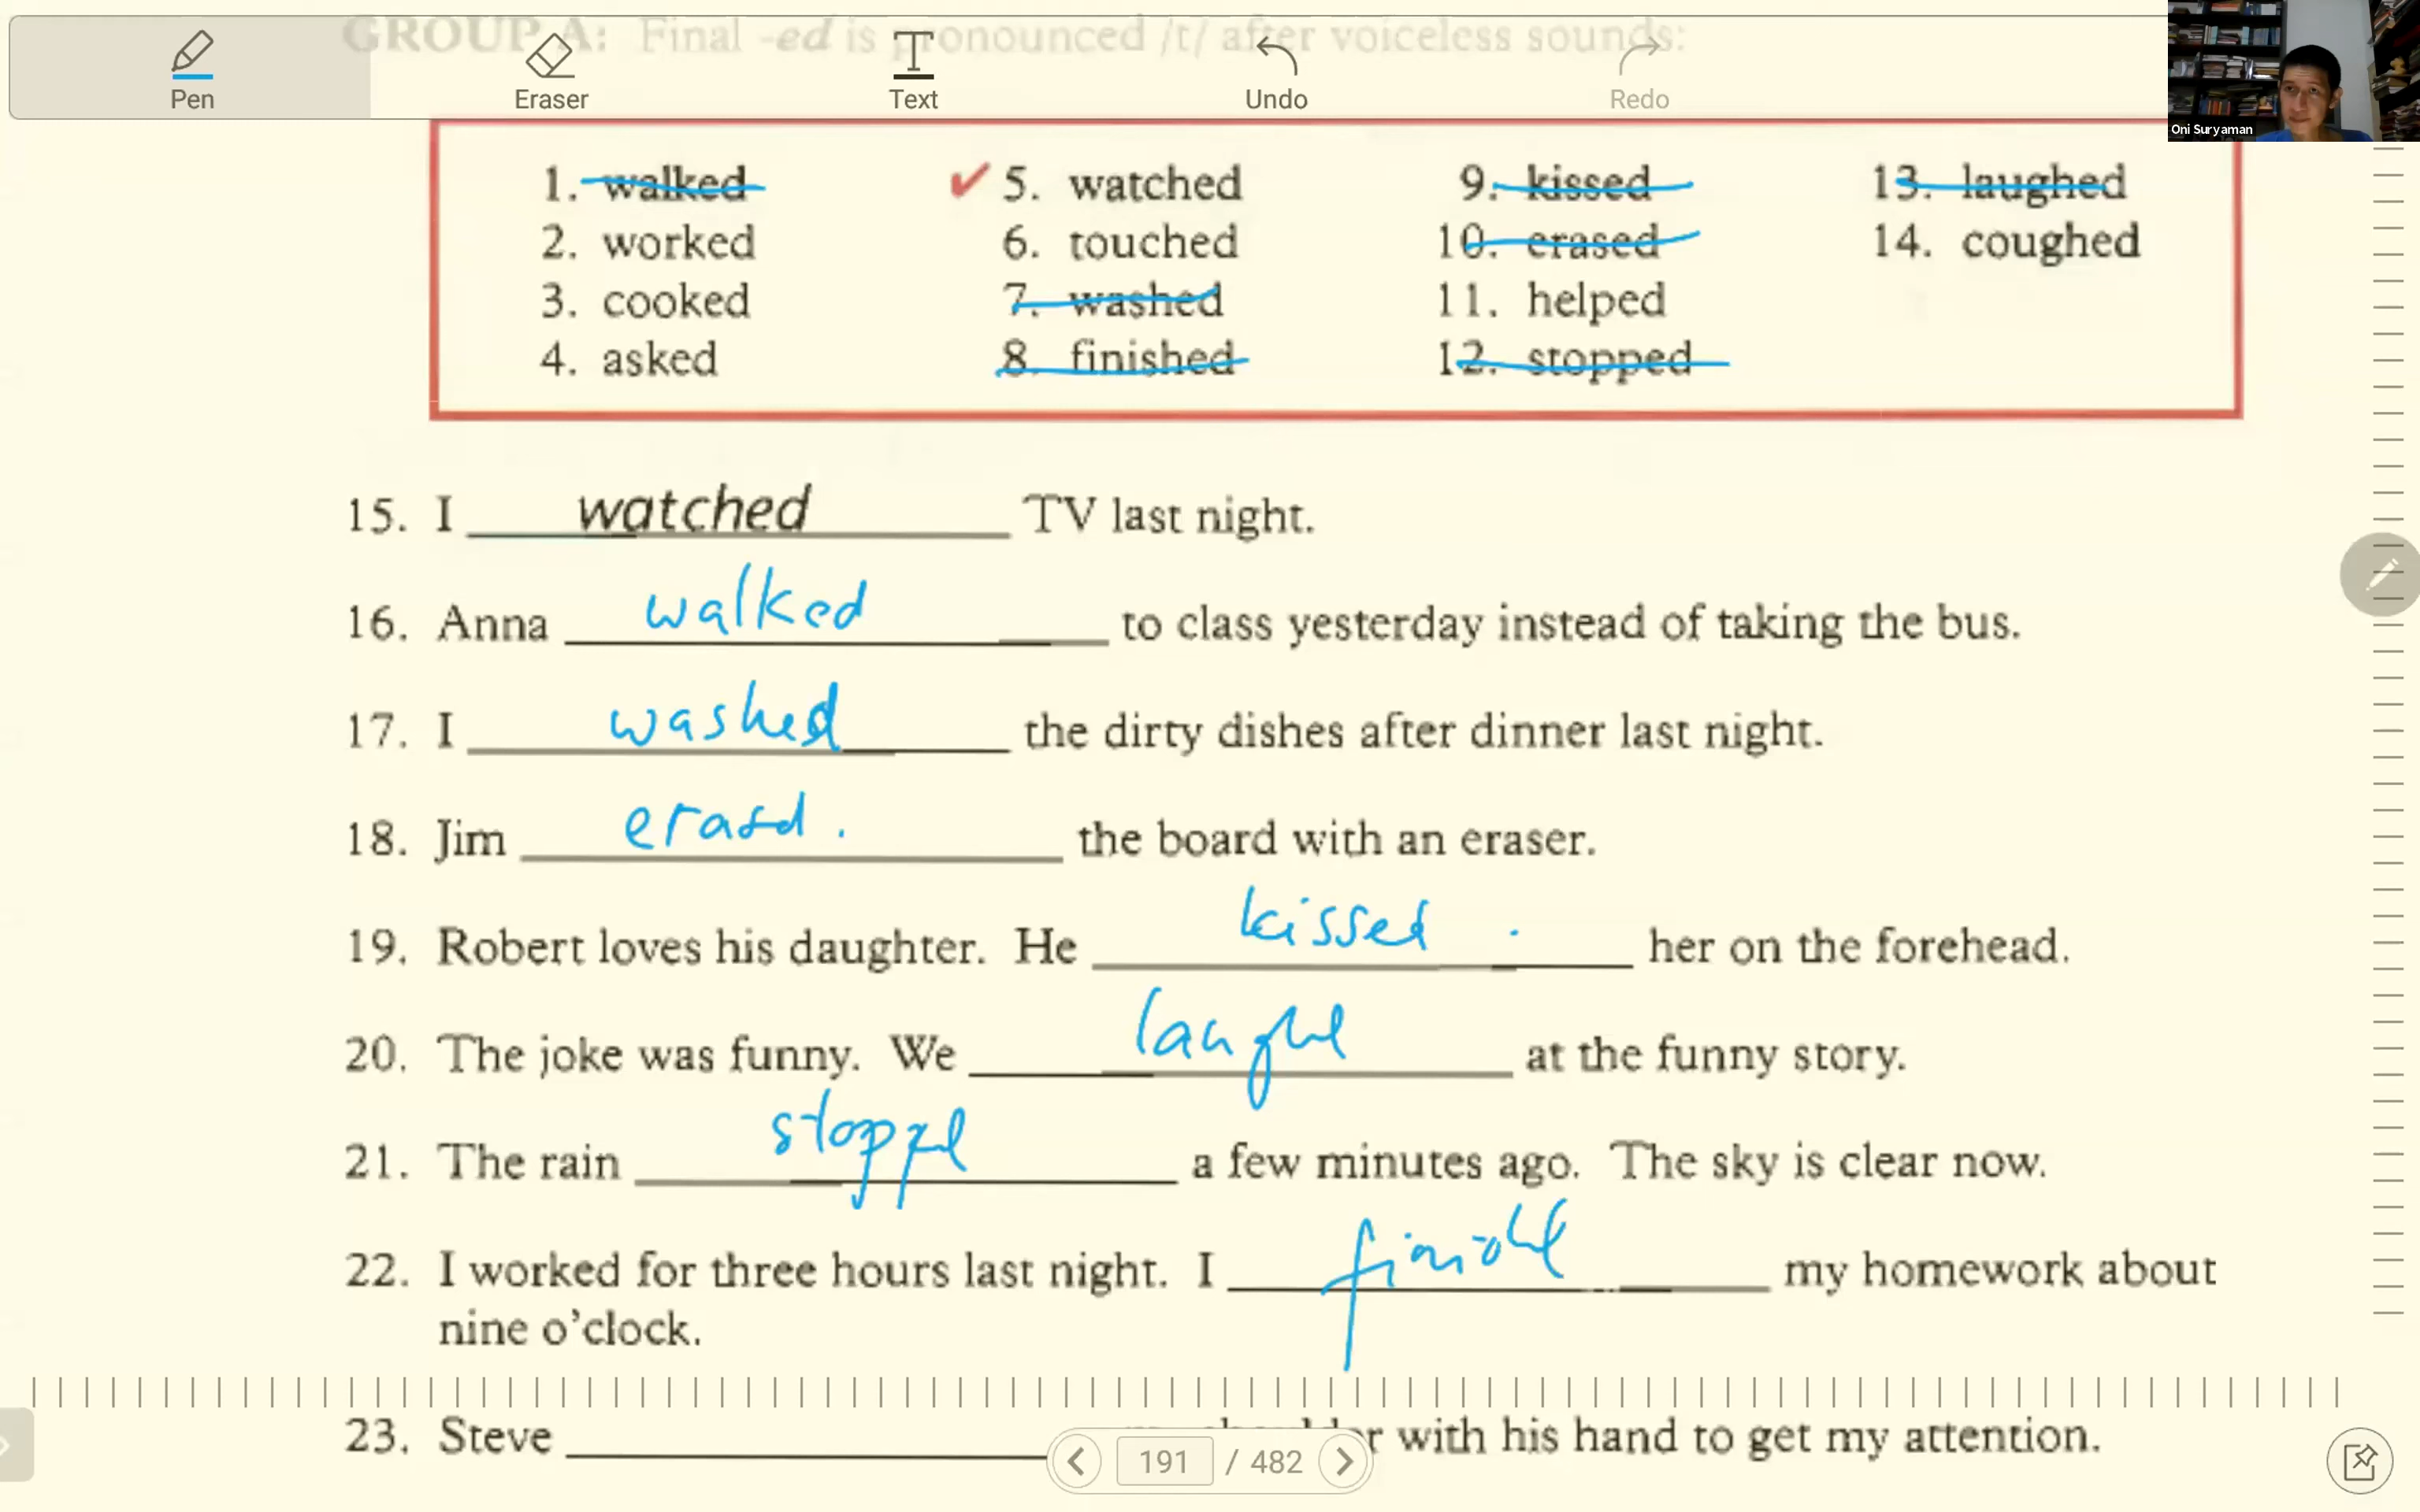 GROUP A: Final -ed is pronounced /t/ after voiceless sounds:
Pen Eraser Text Undo Redo
Oni Suryaman
1. walked ✔ 5. watched 9. kissed 13. laughed
2. worked 6. touched 10. erased 14. coughed
3. cooked 7. washed 11. helped
4. asked 8. finished 12. stopped
15. I watched TV last night.
16. Anna walked to class yesterday instead of taking the bus.
17. I washed the dirty dishes after dinner last night.
18. Jim erased. the board with an eraser.
19. Robert loves his daughter. He kissed . her on the forehead.
20. The joke was funny. We laughed at the funny story.
21. The rain stopped a few minutes ago. The sky is clear now.
22. I worked for three hours last night. I finished my homework about
nine o'clock.
23. Steve with his hand to get my attention.
191 / 482